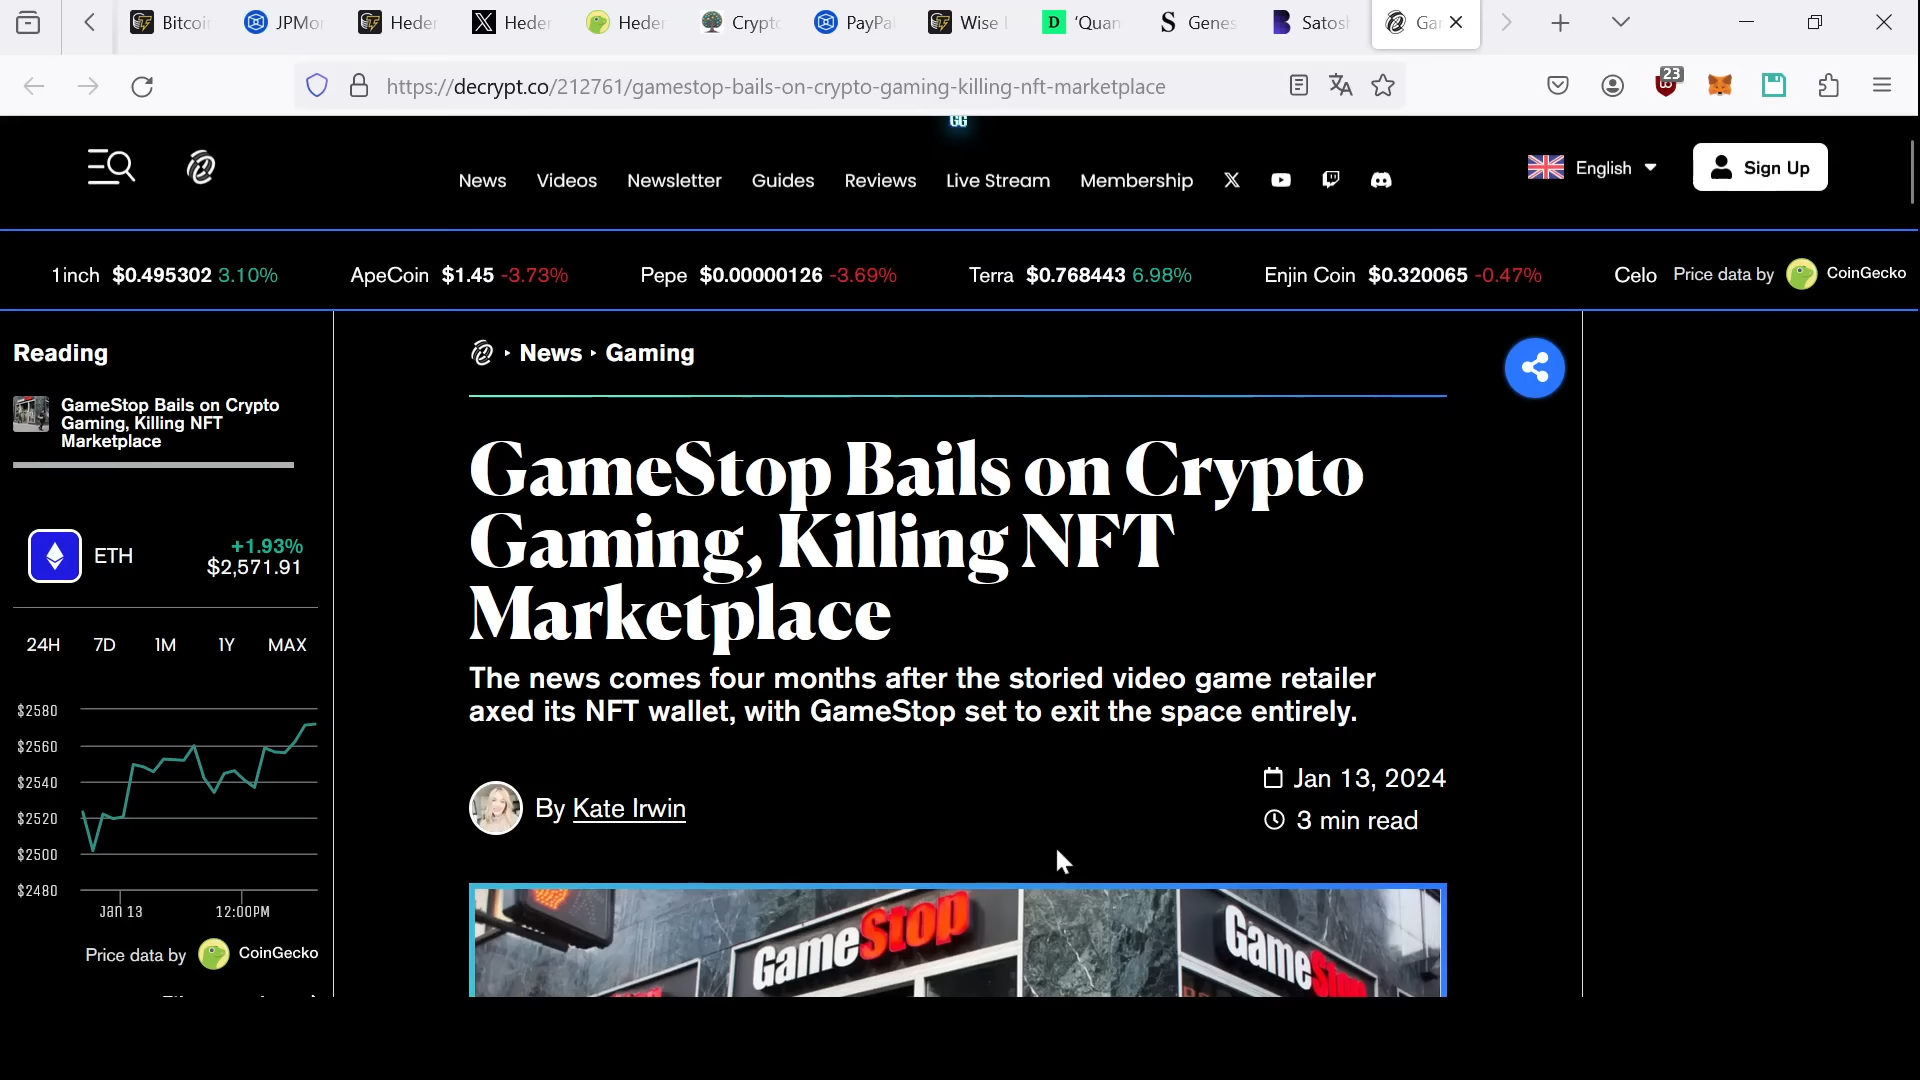 Bitcoi
JPMo
Heder
Heder
Heder
Crypto
PayPa
Wise
'Quan
Genes
Satosh
Ga
https://decrypt.co/212761/gamestop-bails-on-crypto-gaming-killing-nft-marketplace
23
GG
News
Videos
Newsletter
Guides
Reviews
Live Stream
Membership
English
Sign Up
1inch $0.495302 3.10%
ApeCoin $1.45 -3.73%
Pepe $0.00000126 -3.69%
Terra $0.768443 6.98%
Enjin Coin $0.320065 -0.47%
Celo
Price data by CoinGecko
Reading
GameStop Bails on Crypto
Gaming, Killing NFT
Marketplace
ETH
+1.93%
$2,571.91
24H 7D 1M 1Y MAX
$2580
$2560
$2540
$2520
$2500
$2480
Jan 13 12:00PM
Price data by CoinGecko
News
Gaming
GameStop Bails on Crypto
Gaming, Killing NFT
Marketplace
The news comes four months after the storied video game retailer
axed its NFT wallet, with GameStop set to exit the space entirely.
By Kate Irwin
Jan 13, 2024
3 min read
GameStop
GameStop